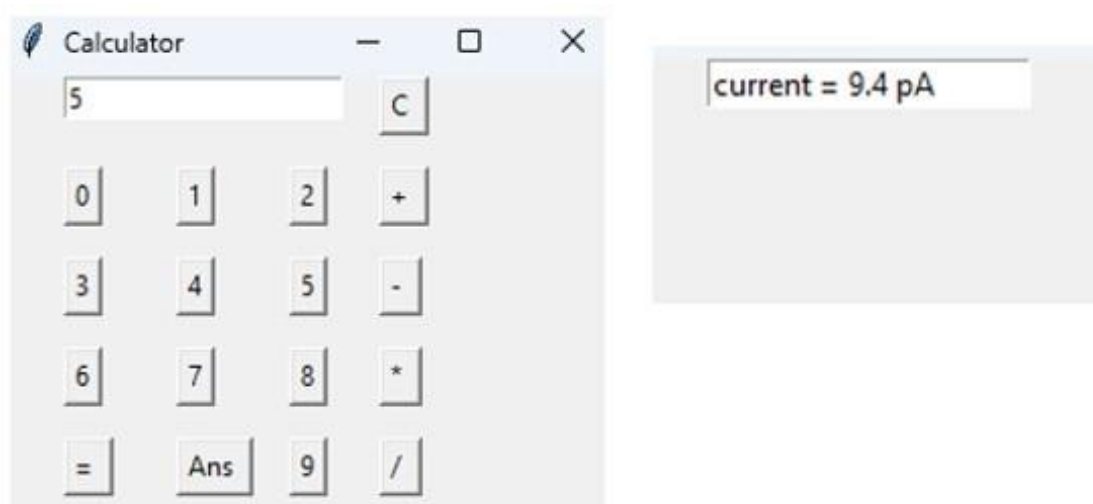 Calculator
5
C
0 1 2 +
3 4 5 -
6 7 8 *
= Ans 9 /
current = 9.4 pA